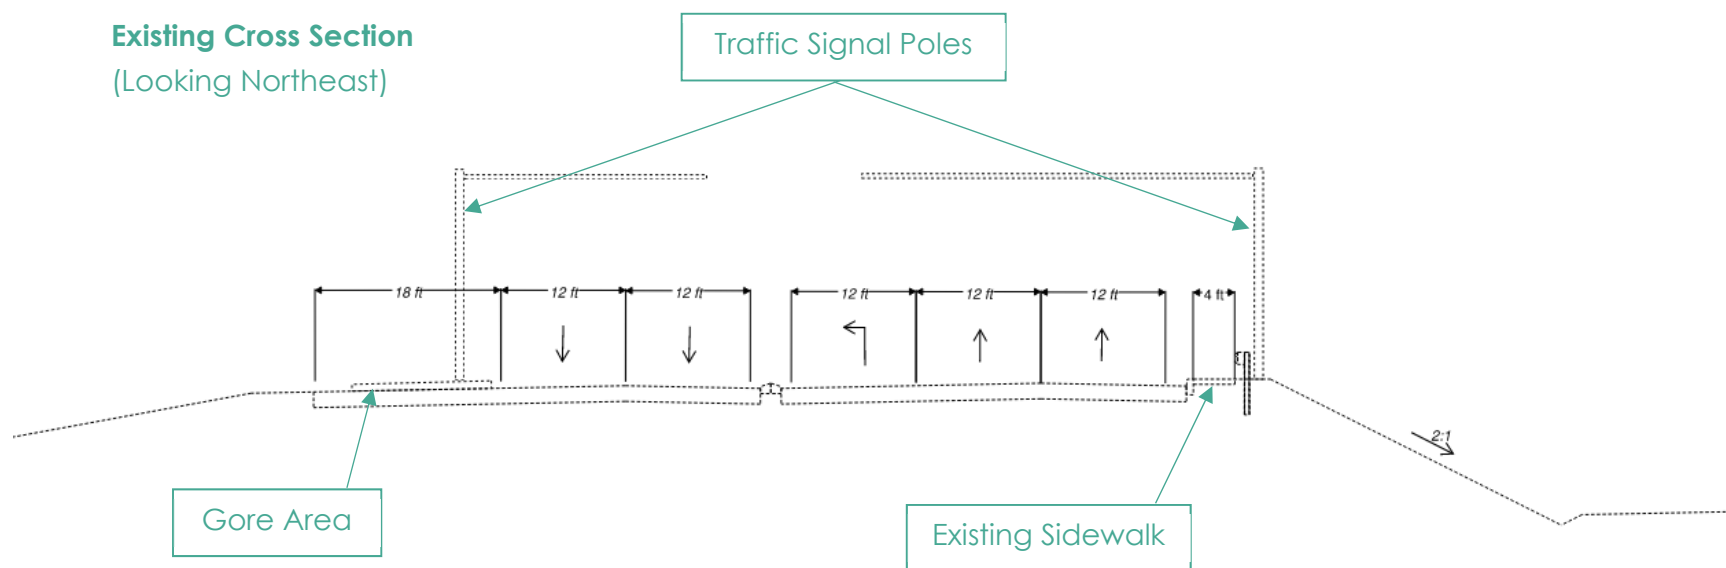 Existing Cross Section
(Looking Northeast)
Traffic Signal Poles
18 ft
12 ft
12 ft
12 ft
12 ft
12 ft
4 ft
2:1
Gore Area
Existing Sidewalk